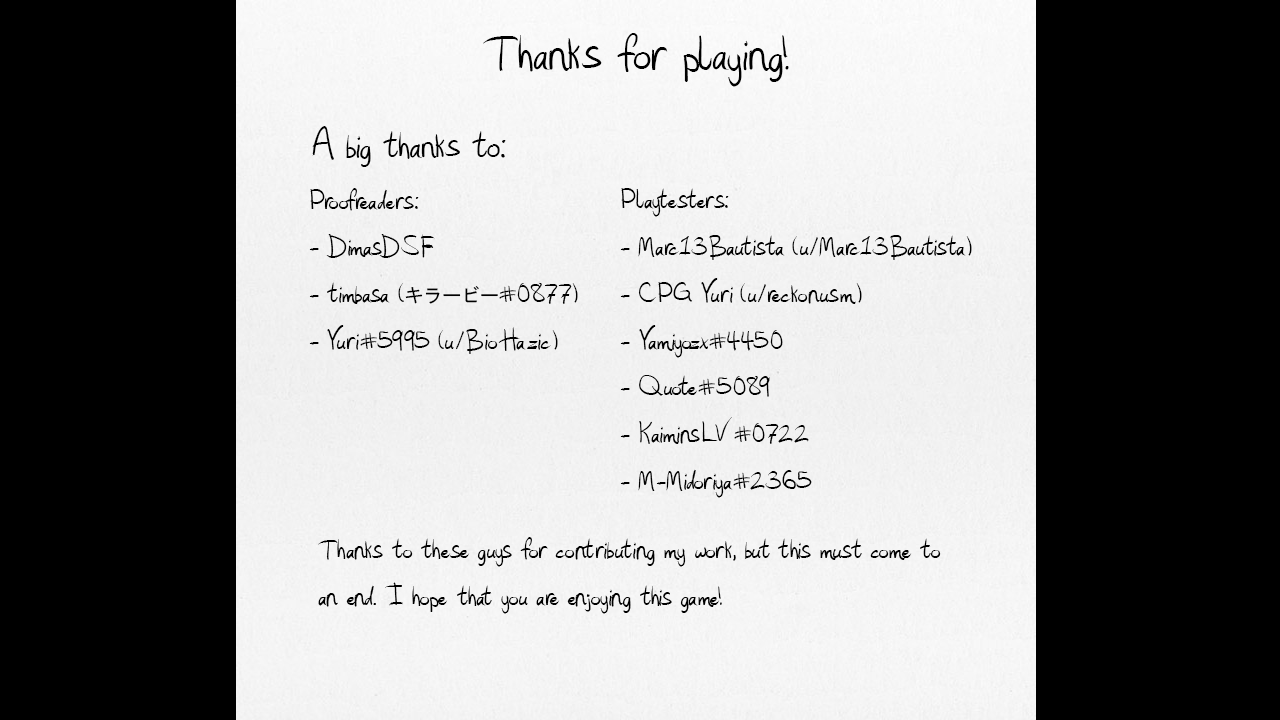 Thanks for playing!
A big thanks to:
Proofreaders:
- DimasDSF
- timbasa (キラービー#0877)
- Yuri#5995 (u/BioHazic)
Playtesters:
- Marc13Bautista (u/Marc13Bautista)
- CPG Yuri (u/reckonusm)
- Yamiyozx#4450
- Quote#5089
- KaiminsLV#0722
- M-Midoriya#2365
Thanks to these guys for contributing my work, but this must come to
an end. I hope that you are enjoying this game!